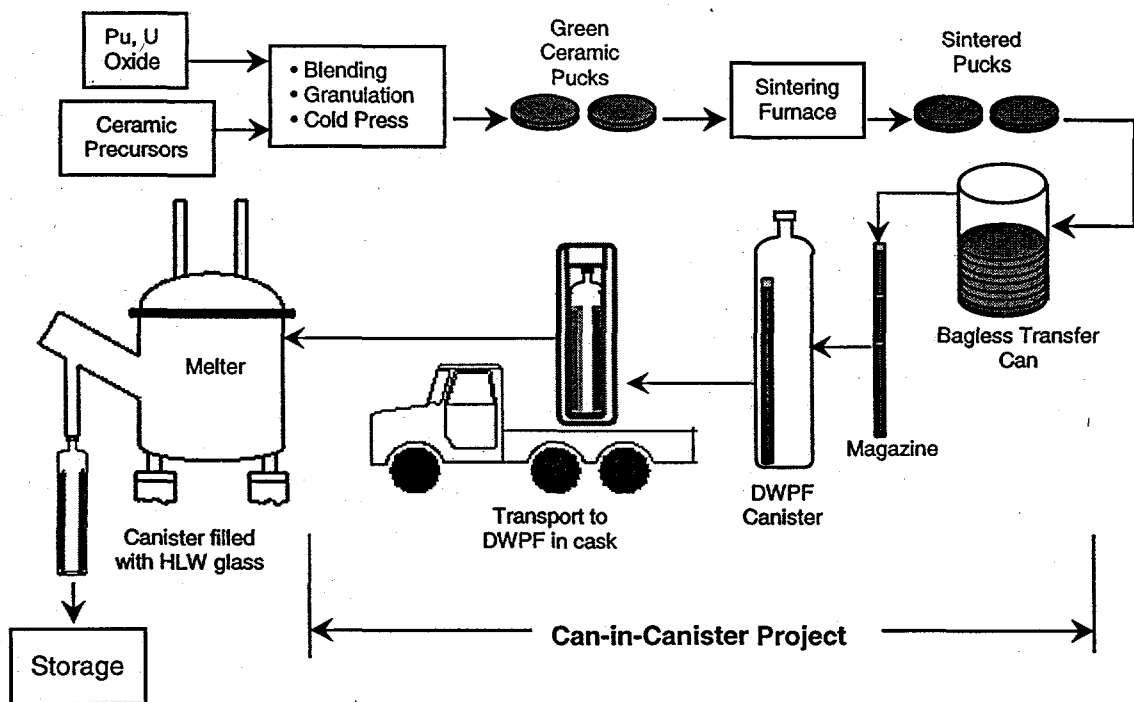 Pu, U
Oxide
Ceramic
Precursors
• Blending
• Granulation
• Cold Press
Green
Ceramic
Pucks
Sintering
Furnace
Sintered
Pucks
Bagless Transfer
Can
Magazine
DWPF
Canister
Transport to
DWPF in cask
Melter
Canister filled
with HLW glass
Can-in-Canister Project
Storage